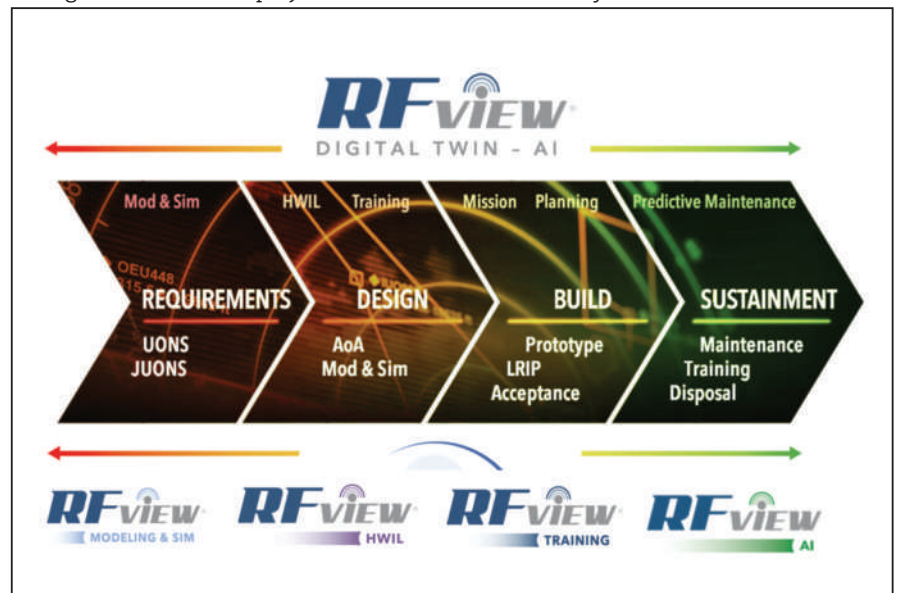 RFVIEW®
DIGITAL TWIN – AI
Mod & Sim
HWIL Training
Mission Planning
Predictive Maintenance
OEU448
REQUIREMENTS
UONS
JUONS
DESIGN
AoA
Mod & Sim
BUILD
Prototype
LRIP
Acceptance
SUSTAINMENT
Maintenance
Training
Disposal
RFVIEW
MODELING & SIM
RFVIEW
HWIL
RFVIEW
TRAINING
RFVIEW
AI